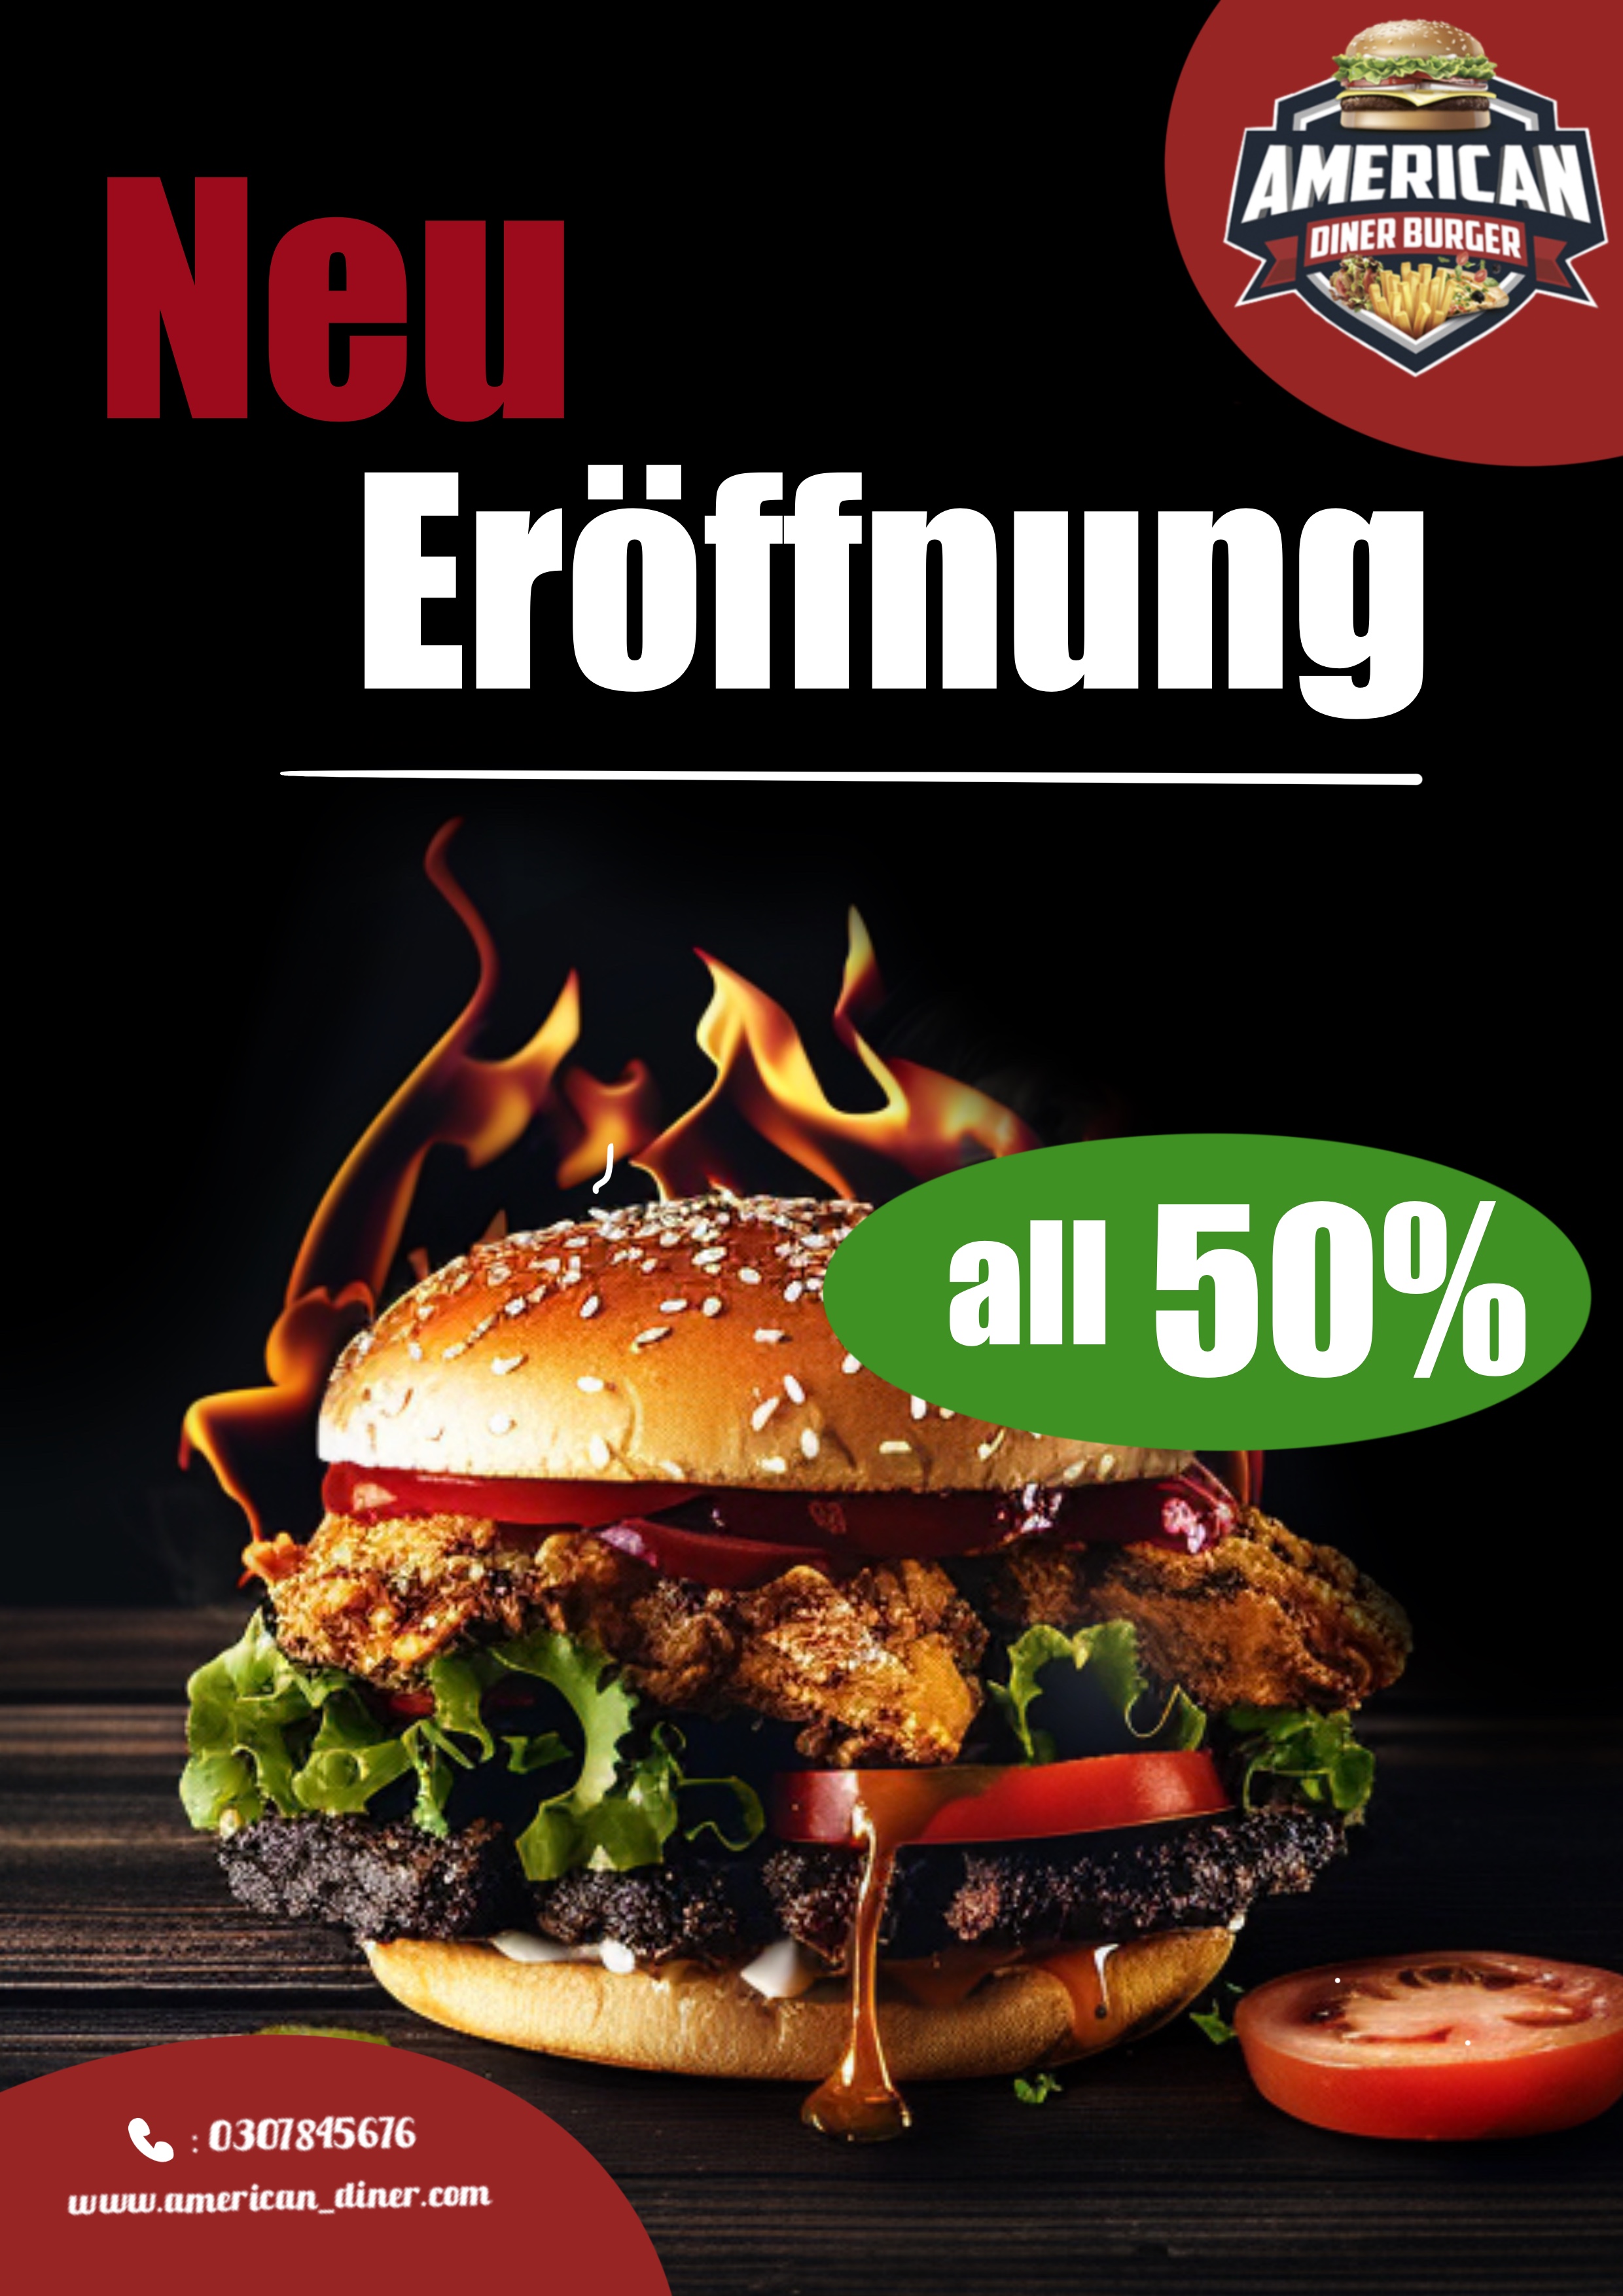 AMERICAN
DINER BURGER
Neu
Eröffnung
all 50%
: 0307845676
www.american_diner.com